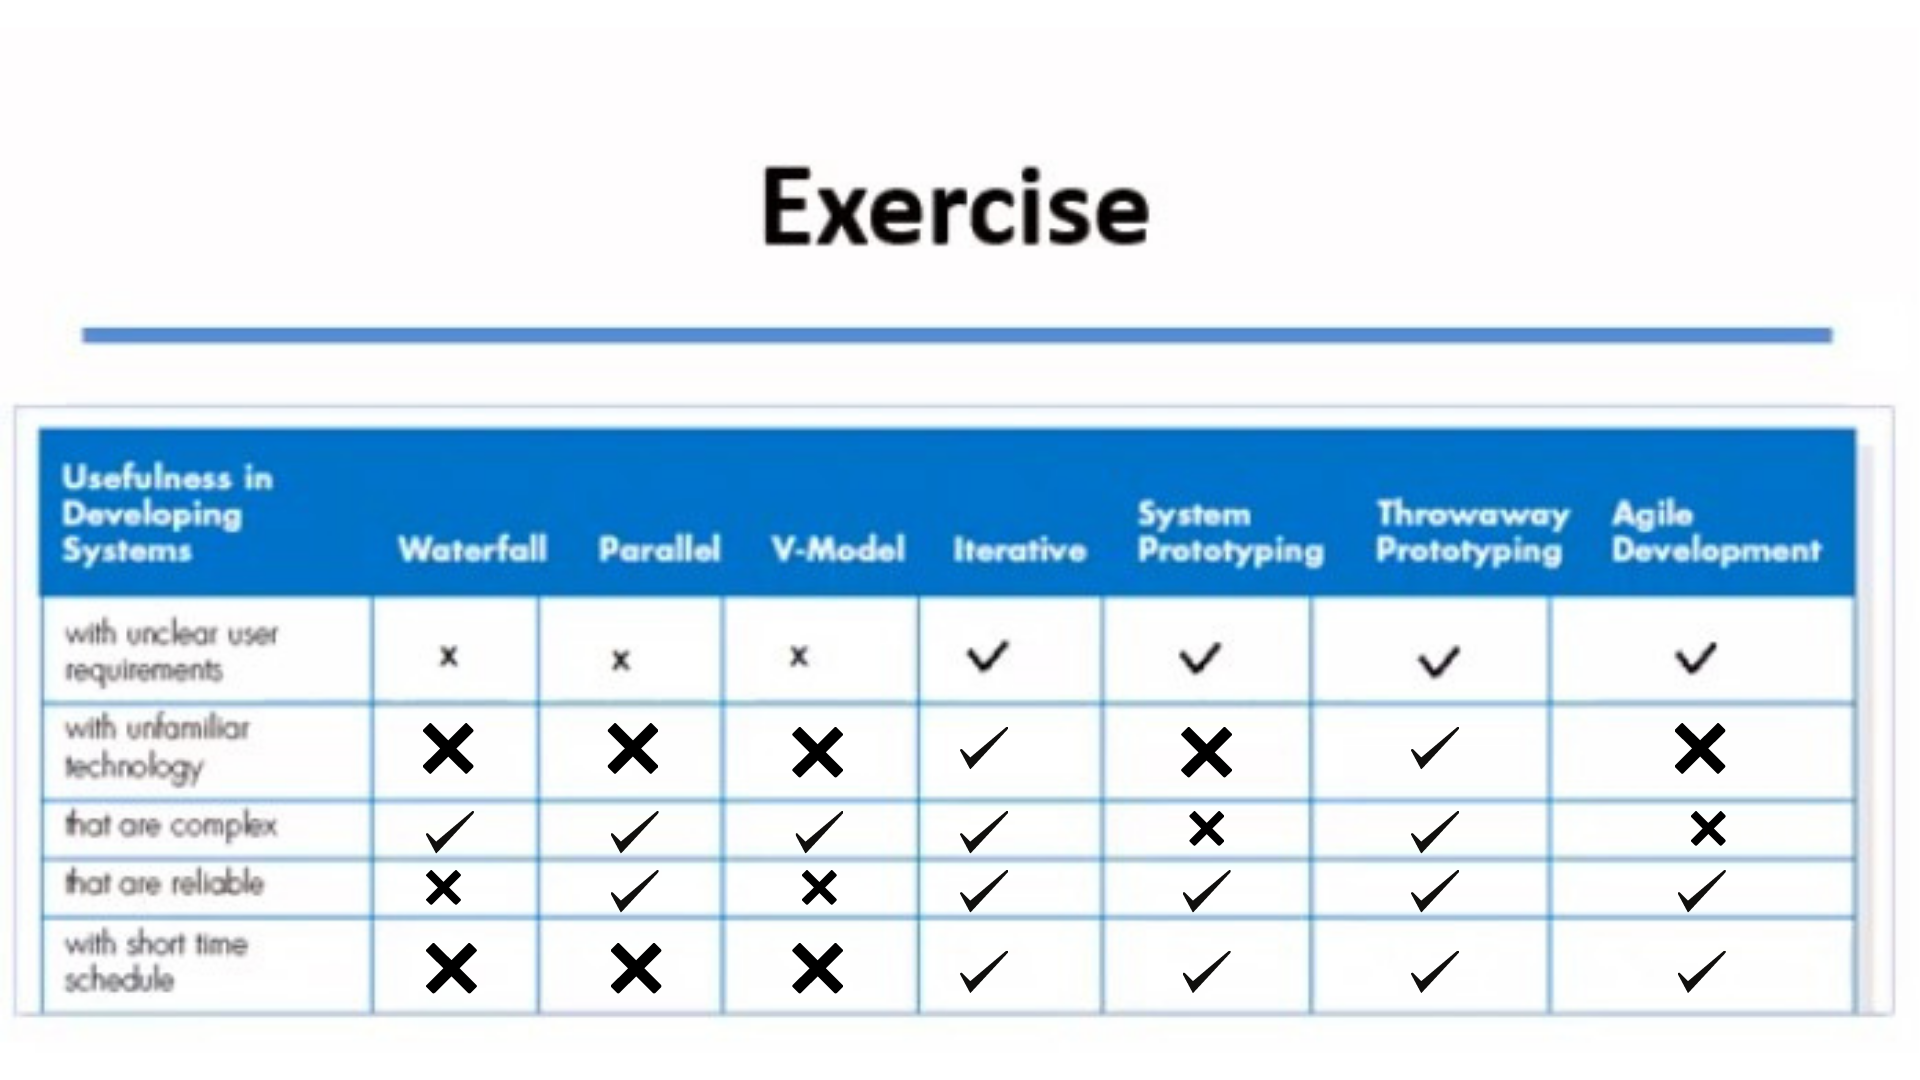 Exercise
Usefulness in
Developing
Systems
Waterfall
Parallel
V-Model
Iterative
System
Prototyping
Throwaway
Prototyping
Agile
Development
with unclear user
requirements
x
x
x
✓
✓
✓
✓
with unfamiliar
technology
✕
✕
✕
✓
✕
✓
✕
that are complex
✓
✓
✓
✓
✕
✓
✕
that are reliable
✕
✓
✕
✓
✓
✓
✓
with short time
schedule
✕
✕
✕
✓
✓
✓
✓